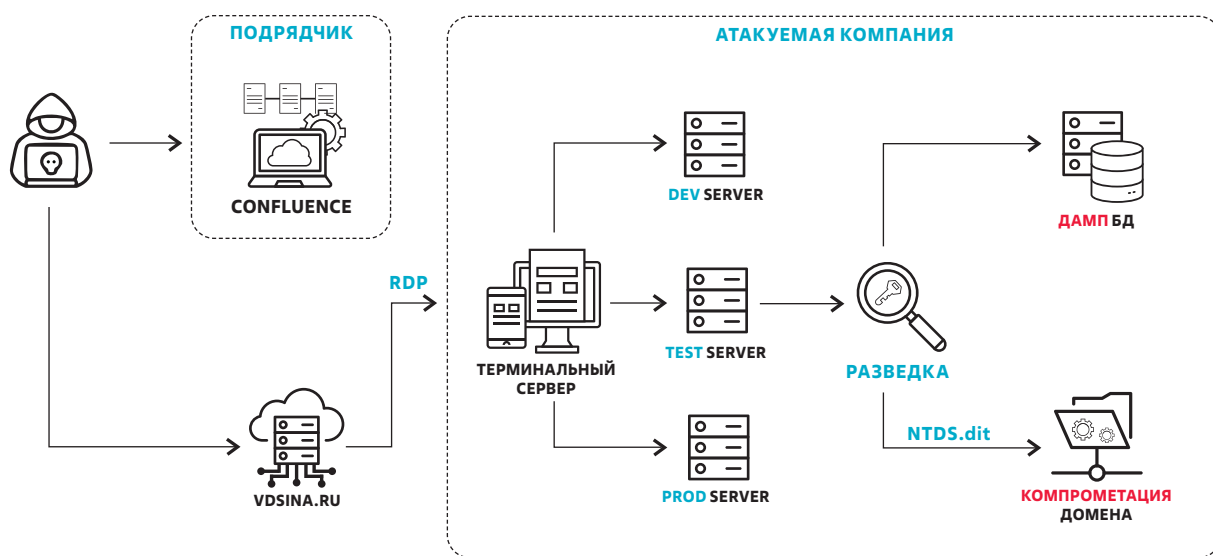 ПОДРЯДЧИК
CONFLUENCE
VDSINA.RU
RDP
АТАКУЕМАЯ КОМПАНИЯ
ТЕРМИНАЛЬНЫЙ
СЕРВЕР
DEV SERVER
TEST SERVER
PROD SERVER
РАЗВЕДКА
ДАМП БД
NTDS.dit
КОМПРОМЕТАЦИЯ
ДОМЕНА